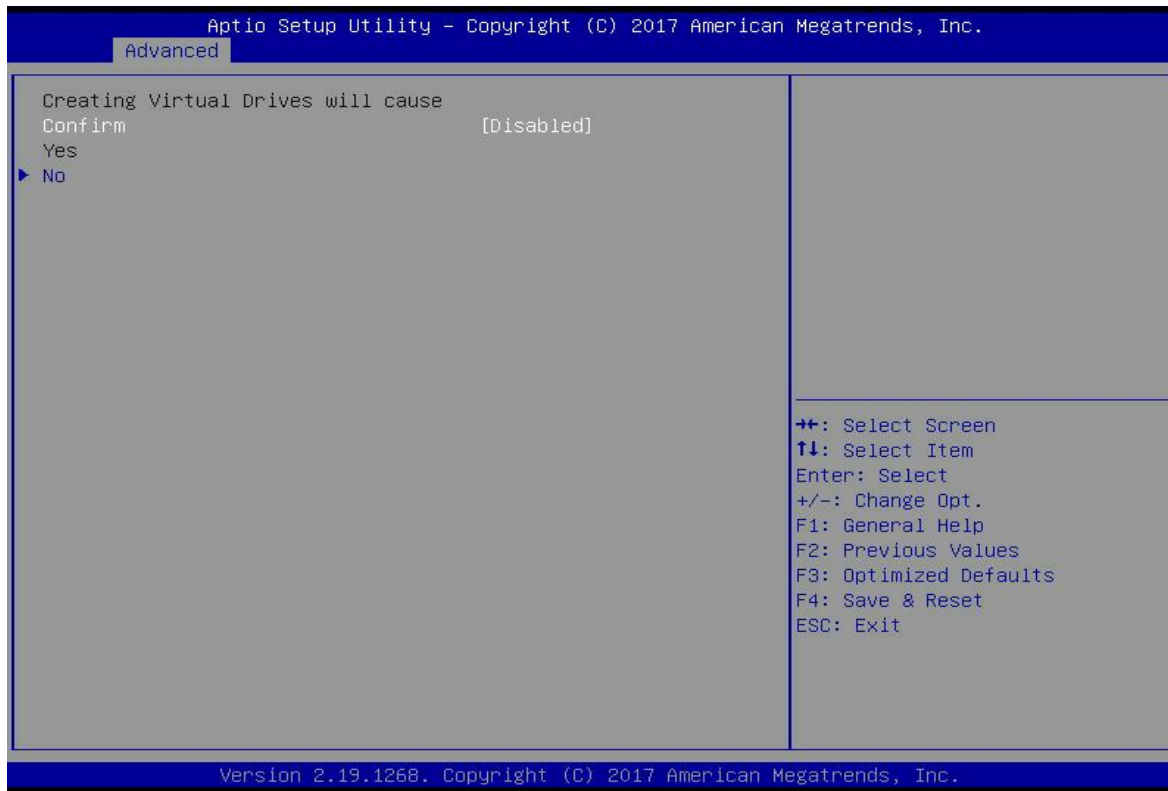 Aptio Setup Utility – Copyright (C) 2017 American Megatrends, Inc.
Advanced
Creating Virtual Drives will cause
Confirm [Disabled]
Yes
► No
→←: Select Screen
↑↓: Select Item
Enter: Select
+/-: Change Opt.
F1: General Help
F2: Previous Values
F3: Optimized Defaults
F4: Save & Reset
ESC: Exit
Version 2.19.1268. Copyright (C) 2017 American Megatrends, Inc.